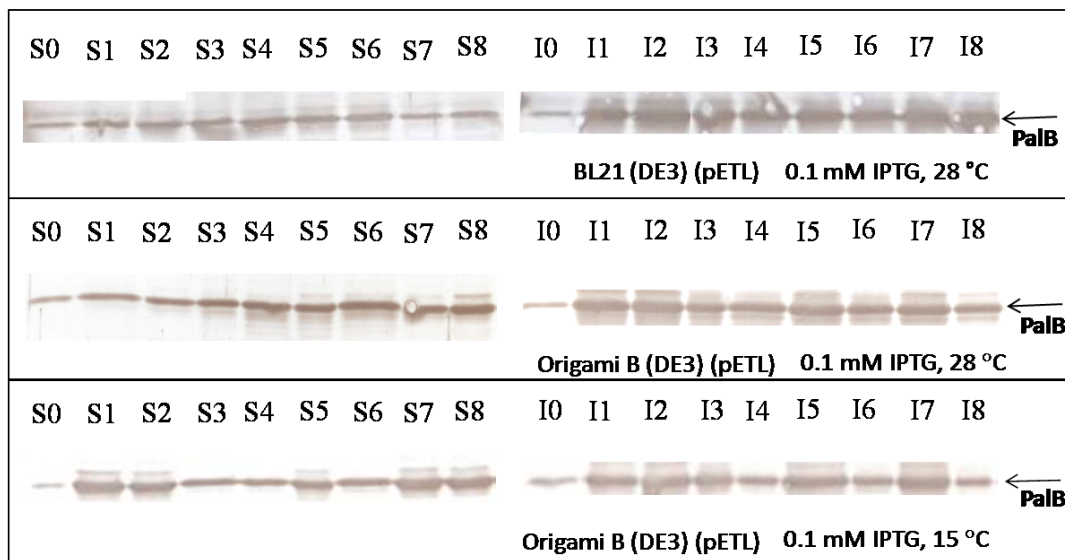 S0 S1 S2 S3 S4 S5 S6 S7 S8 I0 I1 I2 I3 I4 I5 I6 I7 I8
PalB
BL21 (DE3) (pETL) 0.1 mM IPTG, 28 °C
S0 S1 S2 S3 S4 S5 S6 S7 S8 I0 I1 I2 I3 I4 I5 I6 I7 I8
PalB
Origami B (DE3) (pETL) 0.1 mM IPTG, 28 °C
S0 S1 S2 S3 S4 S5 S6 S7 S8 I0 I1 I2 I3 I4 I5 I6 I7 I8
PalB
Origami B (DE3) (pETL) 0.1 mM IPTG, 15 °C